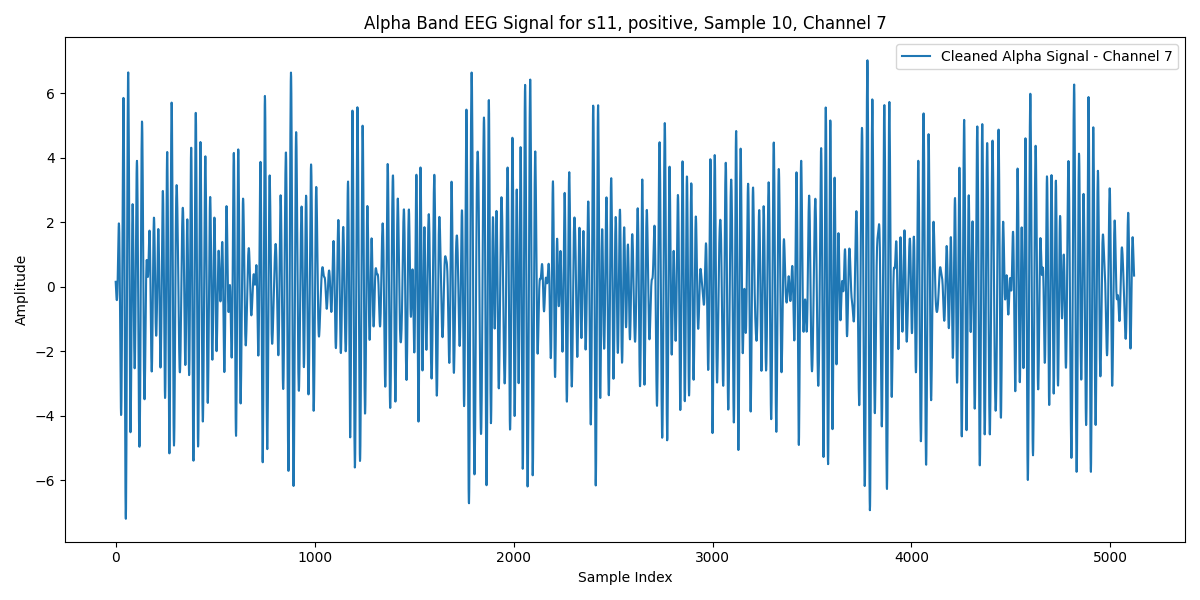 Alpha Band EEG Signal for s11, positive, Sample 10, Channel 7
Cleaned Alpha Signal - Channel 7
Amplitude
6
4
2
0
−2
−4
−6
0 1000 2000 3000 4000 5000
Sample Index